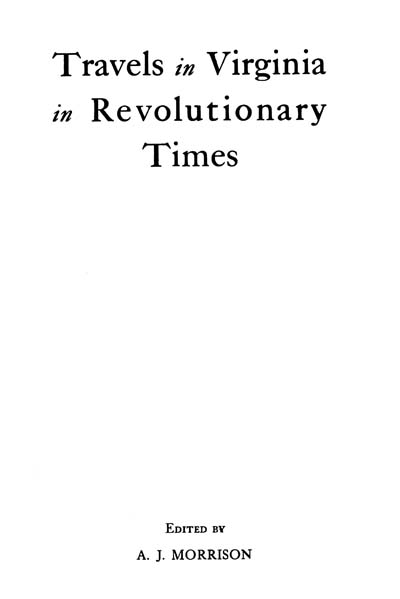 Travels in Virginia
in Revolutionary
Times
EDITED BY
A. J. MORRISON